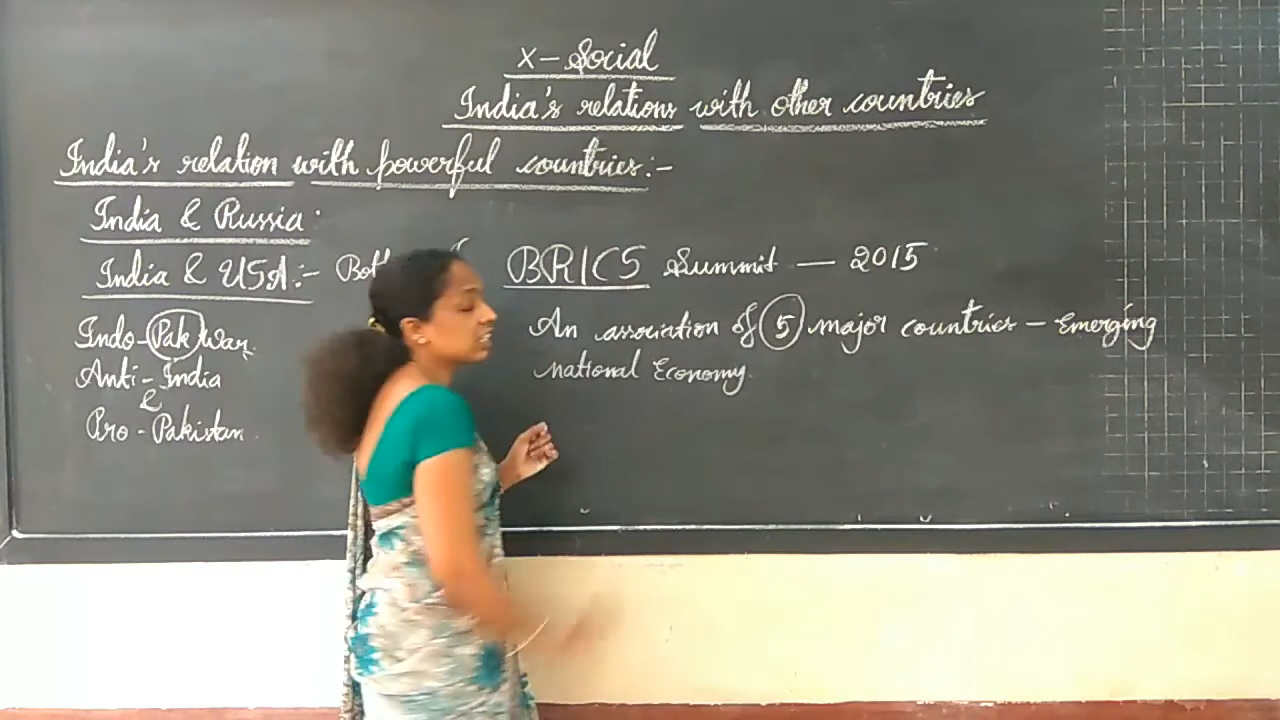 X - Social
India's relations with other countries
India's relation with powerful countries:-
India & Russia:
India & USA:-
BRICS Summit — 2015
Indo-Pak War
An association of 5 major countries - Emerging
national Economy.
Anti-India
&
Pro-Pakistan.